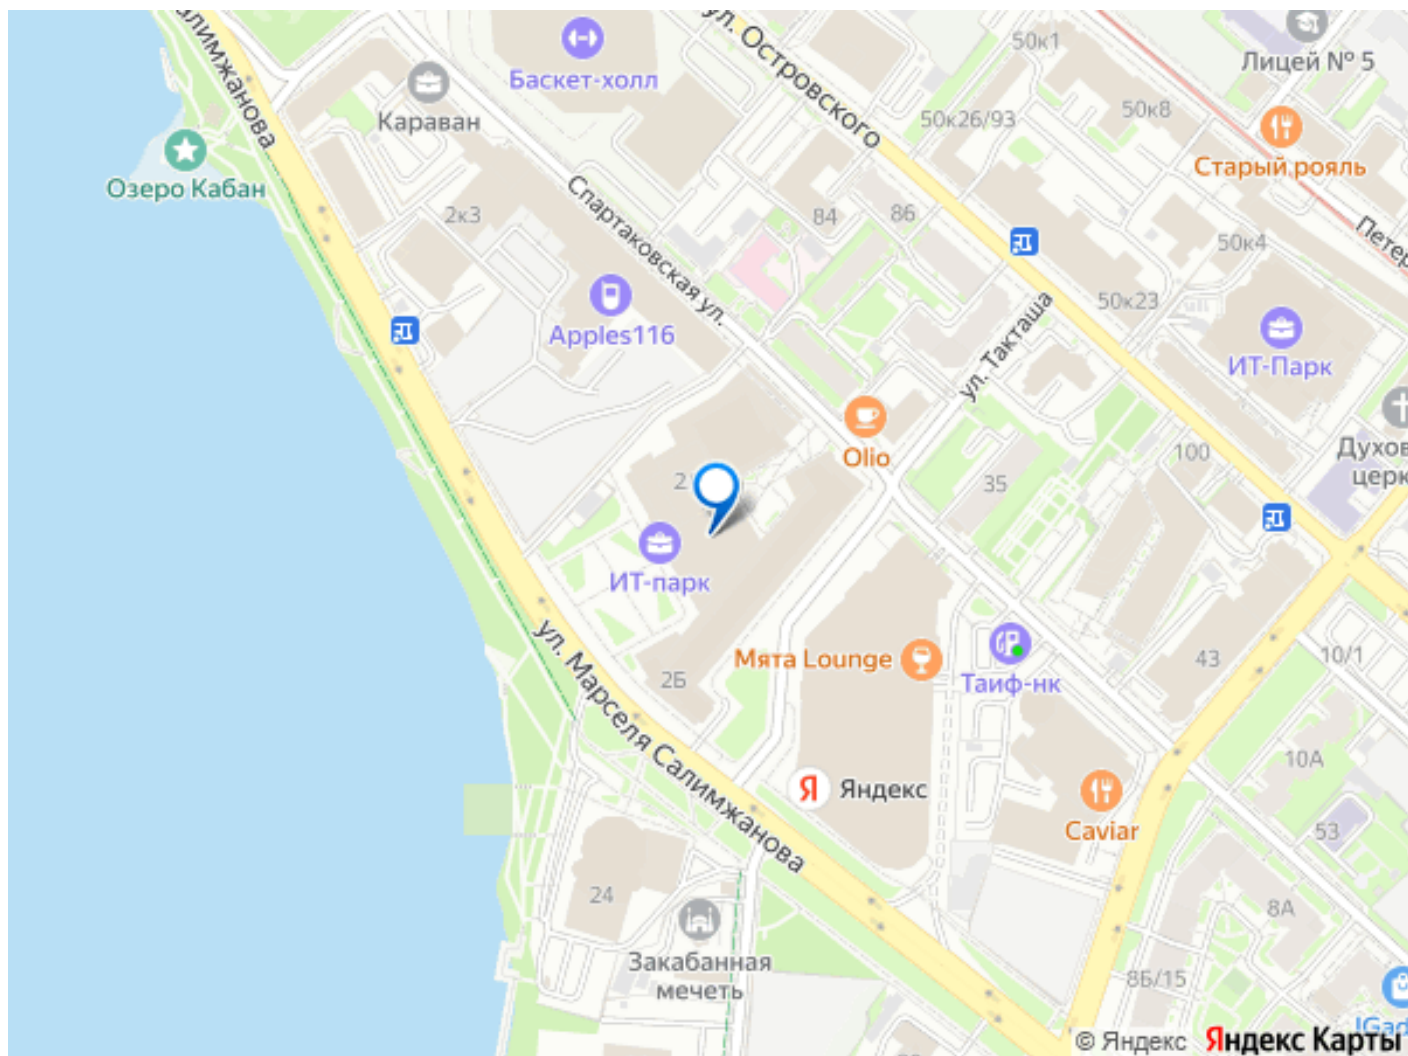 Салимжанова
ул. Островского
50к1
Лицей № 5
Баскет-холл
Караван
50к26/93
50к8
Старый рояль
Озеро Кабан
Спартаковская ул.
2к3
84
86
50к4
Apples116
50к23
ул. Такташа
ИТ-Парк
Olio
35
100
2
ИТ-парк
ул. Марселя Салимжанова
2Б
Мята Lounge
Таиф-нк
43
10/1
10А
Я
Яндекс
Caviar
53
24
8А
Закабанная
мечеть
8Б/15
© Яндекс
Яндекс Карты